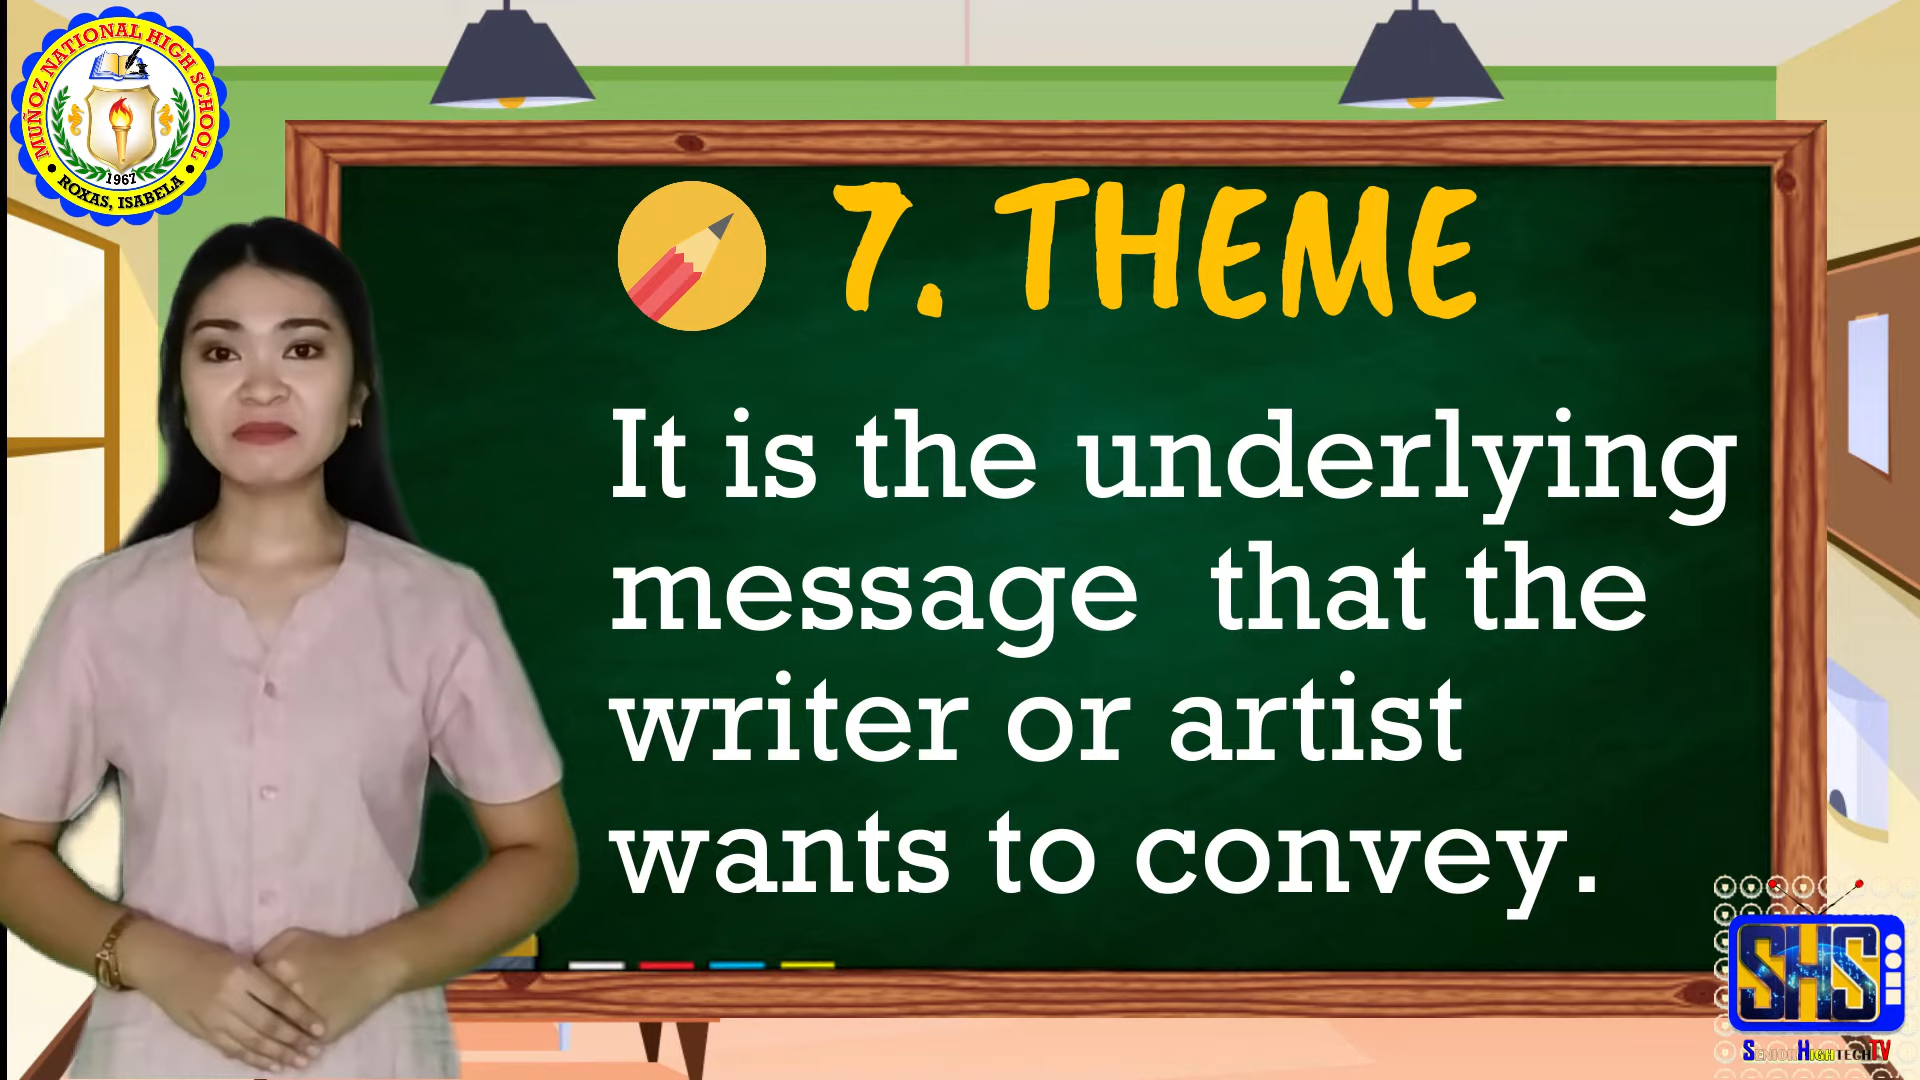 MUÑOZ NATIONAL HIGH SCHOOL
1967
ROXAS, ISABELA
7. THEME
It is the underlying
message that the
writer or artist
wants to convey.
SHS
SENIORHIGHTECHTV